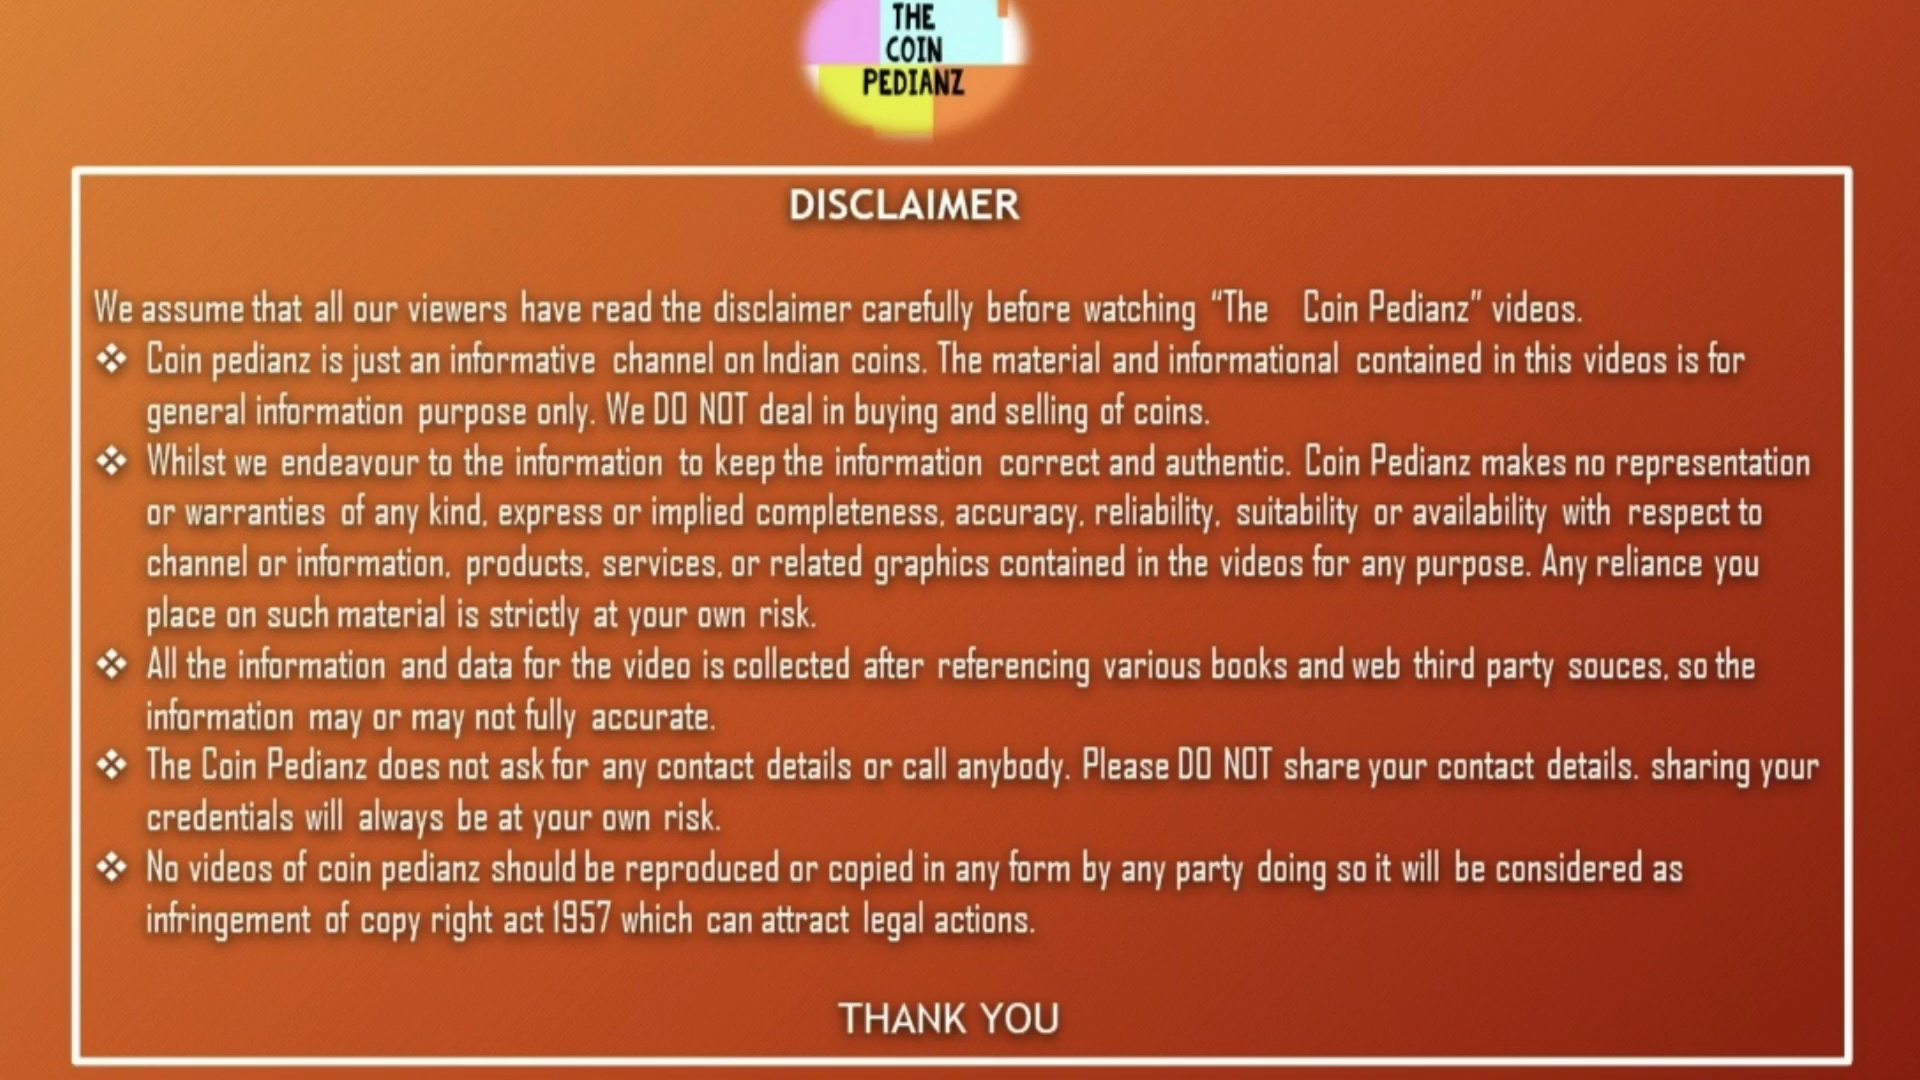 THE
COIN
PEDIANZ
DISCLAIMER
We assume that all our viewers have read the disclaimer carefully before watching “The Coin Pedianz” videos.
❖ Coin pedianz is just an informative channel on Indian coins. The material and informational contained in this videos is for
general information purpose only. We DO NOT deal in buying and selling of coins.
❖ Whilst we endeavour to the information to keep the information correct and authentic. Coin Pedianz makes no representation
or warranties of any kind, express or implied completeness, accuracy, reliability, suitability or availability with respect to
channel or information, products, services, or related graphics contained in the videos for any purpose. Any reliance you
place on such material is strictly at your own risk.
❖ All the information and data for the video is collected after referencing various books and web third party souces, so the
information may or may not fully accurate.
❖ The Coin Pedianz does not ask for any contact details or call anybody. Please DO NOT share your contact details. sharing your
credentials will always be at your own risk.
❖ No videos of coin pedianz should be reproduced or copied in any form by any party doing so it will be considered as
infringement of copy right act 1957 which can attract legal actions.
THANK YOU